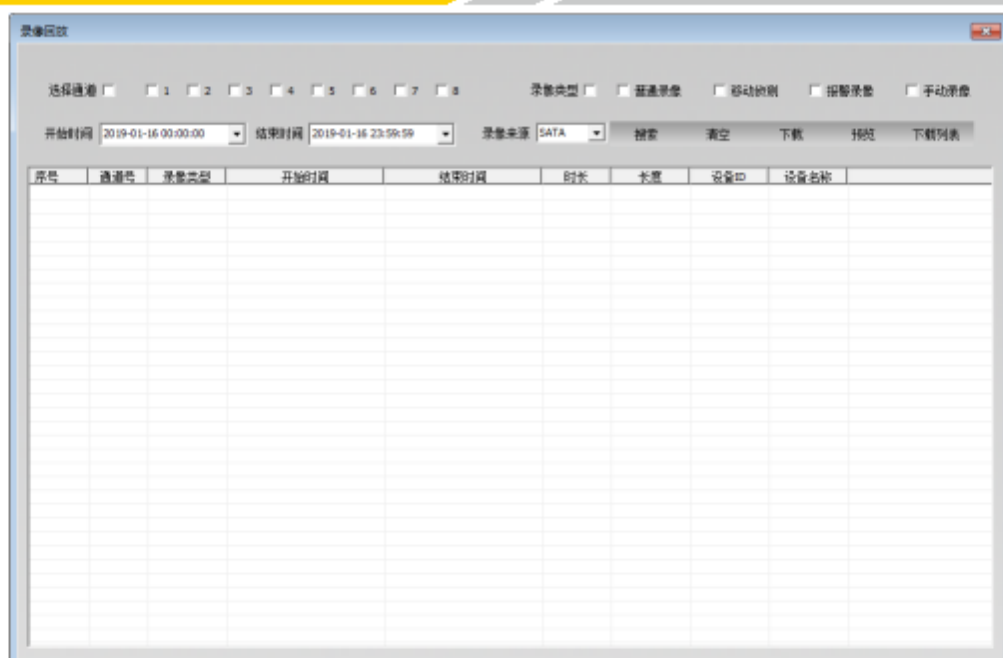 录像回放
选择通道 1 2 3 4 5 6 7 8 录像类型 普通录像 移动侦测 报警录像 手动录像
开始时间 2019-01-16 00:00:00 结束时间 2019-01-16 23:59:59 录像来源 SATA 搜索 清空 下载 预览 下载列表
序号 通道号 录像类型 开始时间 结束时间 时长 长度 设备ID 设备名称